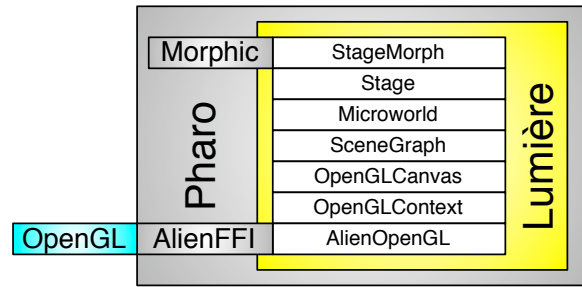 Morphic
StageMorph
Stage
Microworld
SceneGraph
OpenGLCanvas
OpenGLContext
AlienOpenGL
Pharo
Lumière
OpenGL
AlienFFI